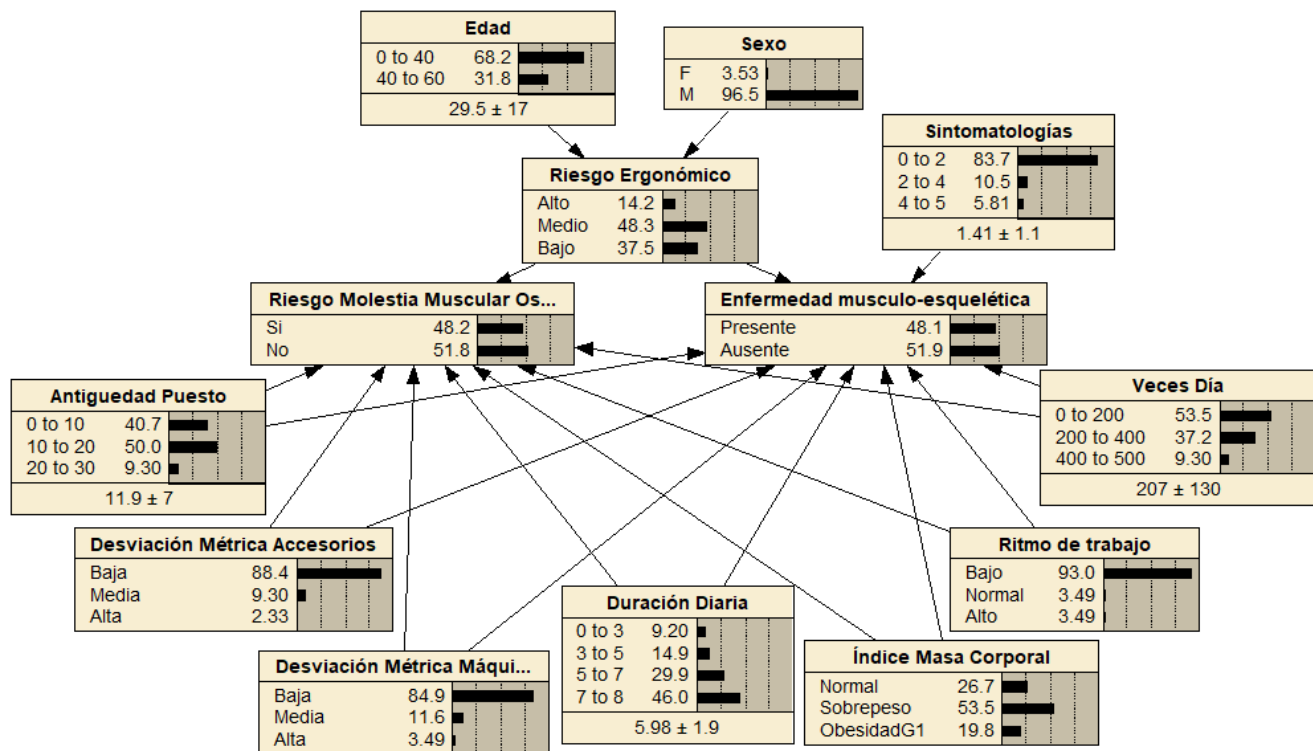 Edad
0 to 40 68.2
40 to 60 31.8
29.5 ± 17
Sexo
F 3.53
M 96.5
Sintomatologías
0 to 2 83.7
2 to 4 10.5
4 to 5 5.81
1.41 ± 1.1
Riesgo Ergonómico
Alto 14.2
Medio 48.3
Bajo 37.5
Riesgo Molestia Muscular Os...
Si 48.2
No 51.8
Enfermedad musculo-esquelética
Presente 48.1
Ausente 51.9
Antiguedad Puesto
0 to 10 40.7
10 to 20 50.0
20 to 30 9.30
11.9 ± 7
Veces Día
0 to 200 53.5
200 to 400 37.2
400 to 500 9.30
207 ± 130
Desviación Métrica Accesorios
Baja 88.4
Media 9.30
Alta 2.33
Ritmo de trabajo
Bajo 93.0
Normal 3.49
Alto 3.49
Duración Diaria
0 to 3 9.20
3 to 5 14.9
5 to 7 29.9
7 to 8 46.0
5.98 ± 1.9
Desviación Métrica Máqui...
Baja 84.9
Media 11.6
Alta 3.49
Índice Masa Corporal
Normal 26.7
Sobrepeso 53.5
ObesidadG1 19.8